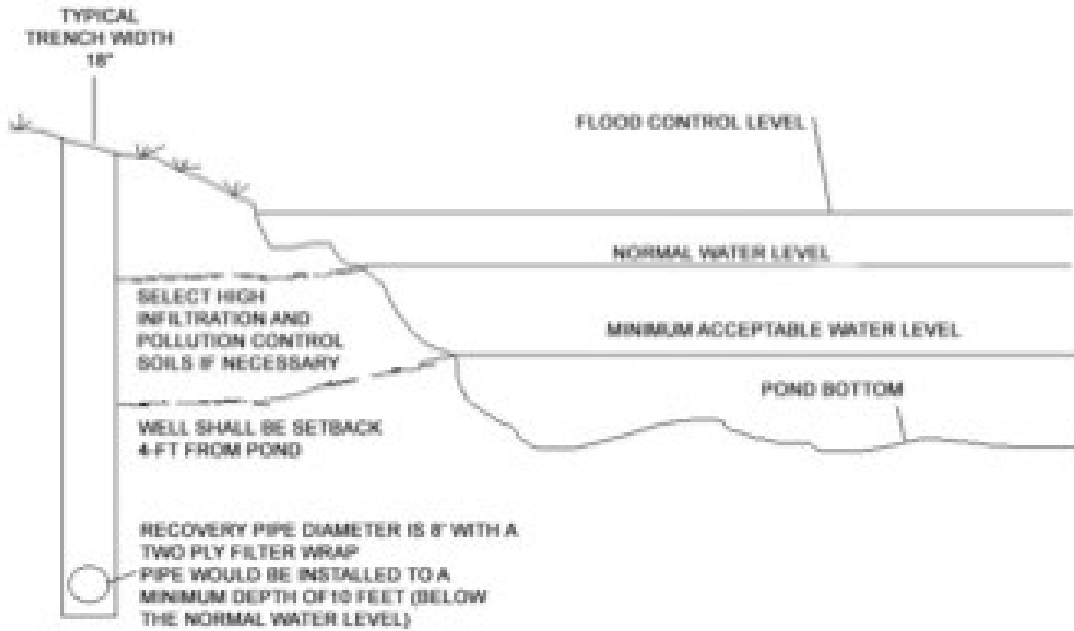 TYPICAL
TRENCH WIDTH
18"
FLOOD CONTROL LEVEL
NORMAL WATER LEVEL
SELECT HIGH
INFILTRATION AND
POLLUTION CONTROL
SOILS IF NECESSARY
MINIMUM ACCEPTABLE WATER LEVEL
POND BOTTOM
WELL SHALL BE SETBACK
4-FT FROM POND
RECOVERY PIPE DIAMETER IS 8' WITH A
TWO PLY FILTER WRAP
PIPE WOULD BE INSTALLED TO A
MINIMUM DEPTH OF10 FEET (BELOW
THE NORMAL WATER LEVEL)